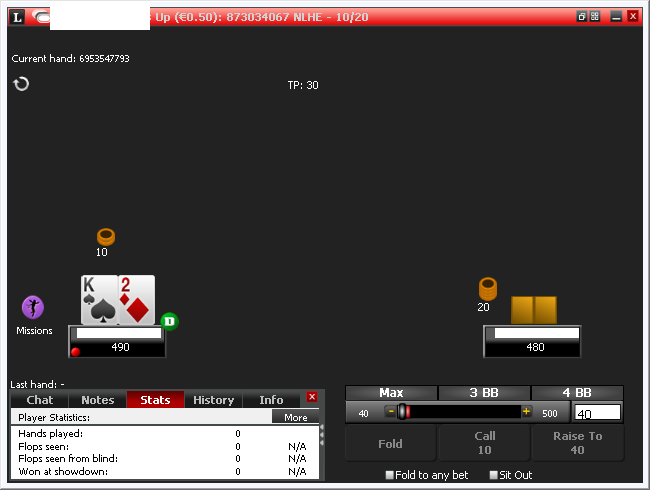 L Up (€0.50): 873034067 NLHE - 10/20
Current hand: 6953547793
TP: 30
10
K 2
20
D
Missions
490
480
Last hand: -
Chat Notes Stats History Info
Max 3 BB 4 BB
Player Statistics: More
40 - + 500 40
Hands played: 0
Flops seen: 0 N/A
Flops seen from blind: 0 N/A
Won at showdown: 0 N/A
Fold
Call
10
Raise To
40
Fold to any bet Sit Out